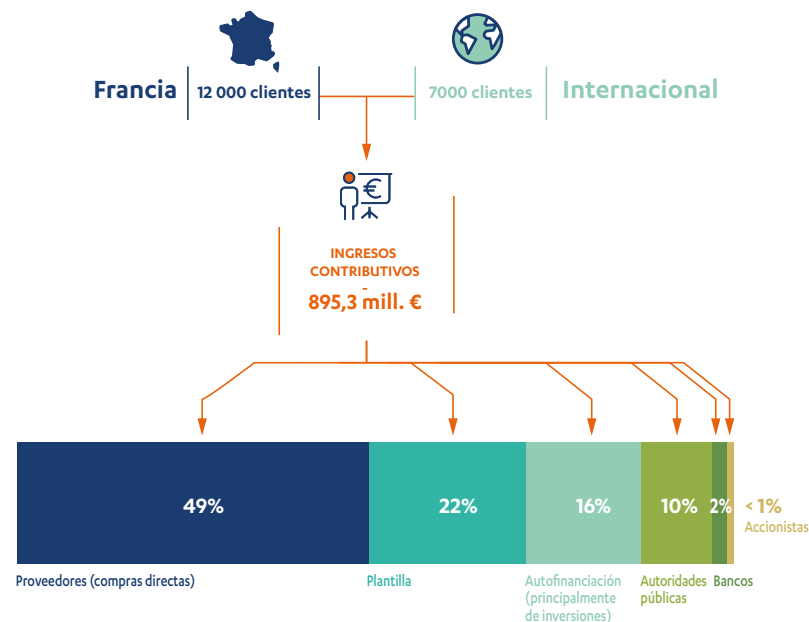 Francia
12 000 clientes
7000 clientes
Internacional
€
INGRESOS
CONTRIBUTIVOS
-
895,3 mill. €
49%
22%
16%
10%
2%
< 1%
Accionistas
Proveedores (compras directas)
Plantilla
Autofinanciación
(principalmente
de inversiones)
Autoridades
públicas
Bancos